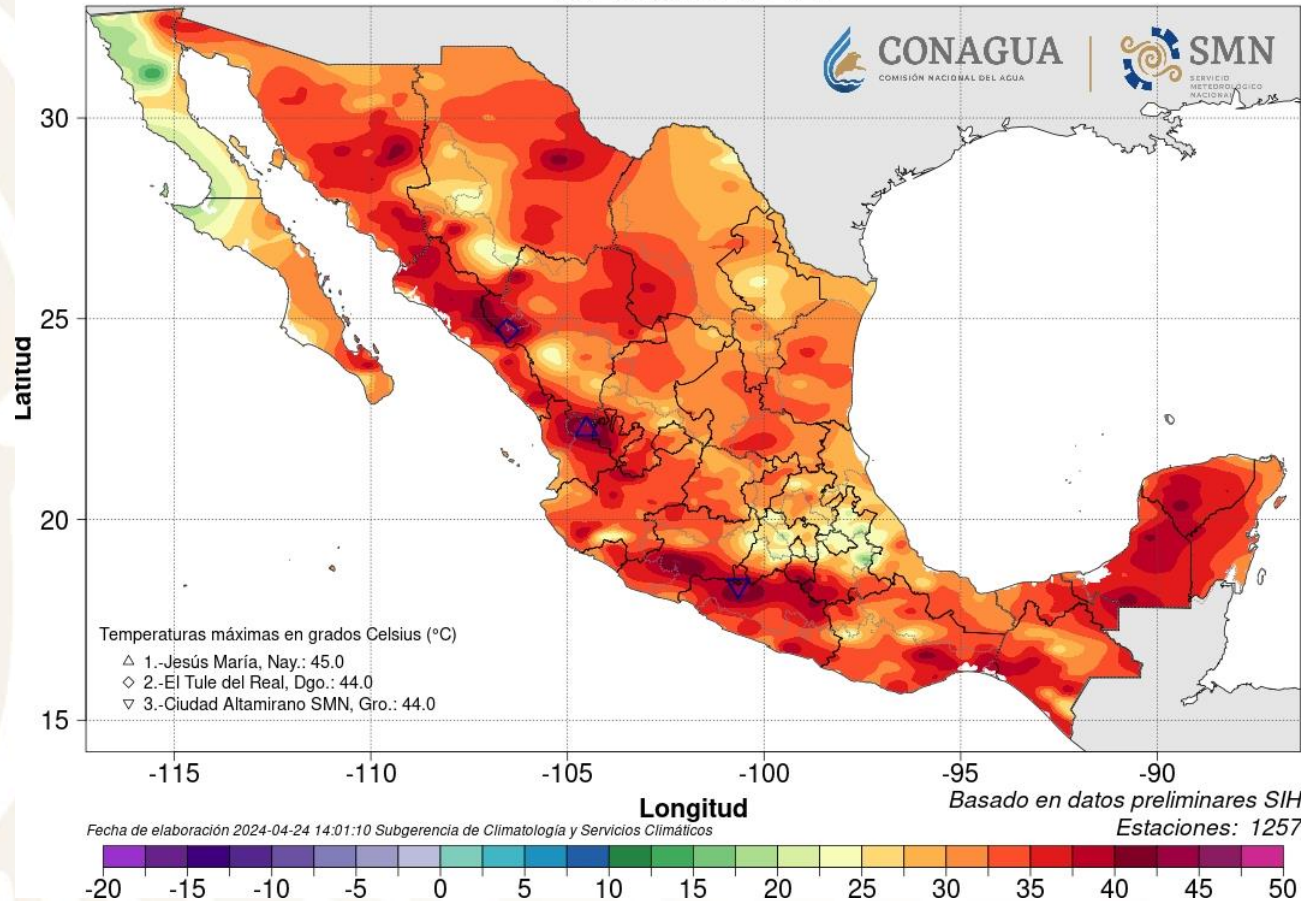 CONAGUA
COMISIÓN NACIONAL DEL AGUA
SMN
SERVICIO
METEOROLÓGICO
NACIONAL
30
25
20
15
Latitud
Temperaturas máximas en grados Celsius (°C)
△ 1.-Jesús María, Nay.: 45.0
◇ 2.-El Tule del Real, Dgo.: 44.0
▽ 3.-Ciudad Altamirano SMN, Gro.: 44.0
-115 -110 -105 -100 -95 -90
Longitud
Basado en datos preliminares SIH
Estaciones: 1257
Fecha de elaboración 2024-04-24 14:01:10 Subgerencia de Climatología y Servicios Climáticos
-20 -15 -10 -5 0 5 10 15 20 25 30 35 40 45 50